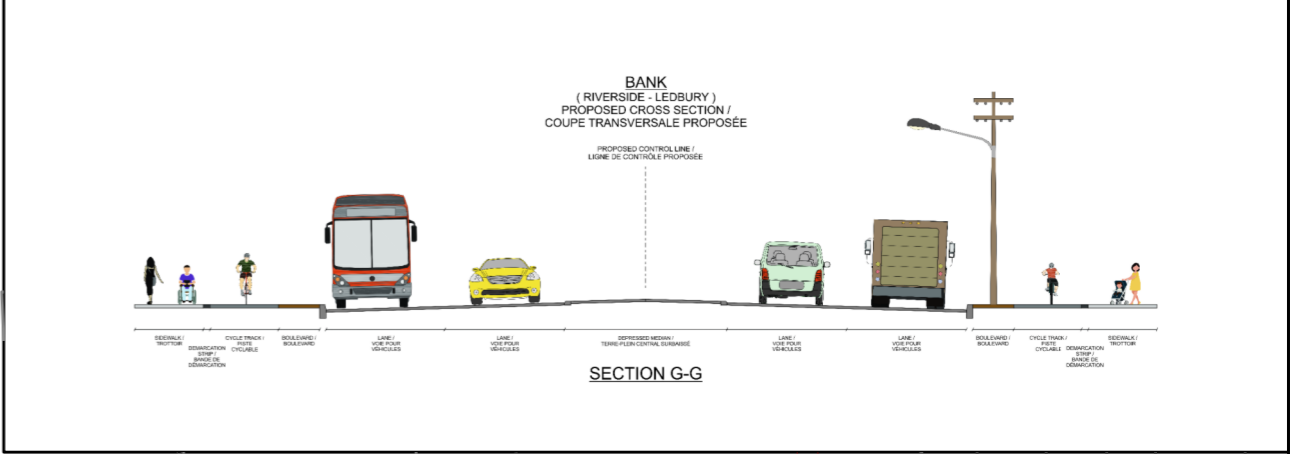 BANK
( RIVERSIDE - LEDBURY )
PROPOSED CROSS SECTION /
COUPE TRANSVERSALE PROPOSÉE
PROPOSED CONTROL LINE /
LIGNE DE CONTRÔLE PROPOSÉE
SIDEWALK /
TROTTOIR
DEMARCATION
STRIP /
BANDE DE
DÉMARCATION
CYCLE TRACK /
PISTE
CYCLABLE
BOULEVARD /
BOULEVARD
LANE /
VOIE POUR
VÉHICULES
LANE /
VOIE POUR
VÉHICULES
DEPRESSED MEDIAN /
TERRE-PLEIN CENTRAL SURBAISSÉ
LANE /
VOIE POUR
VÉHICULES
LANE /
VOIE POUR
VÉHICULES
BOULEVARD /
BOULEVARD
CYCLE TRACK /
PISTE
CYCLABLE
DEMARCATION
STRIP /
BANDE DE
DÉMARCATION
SIDEWALK /
TROTTOIR
SECTION G-G